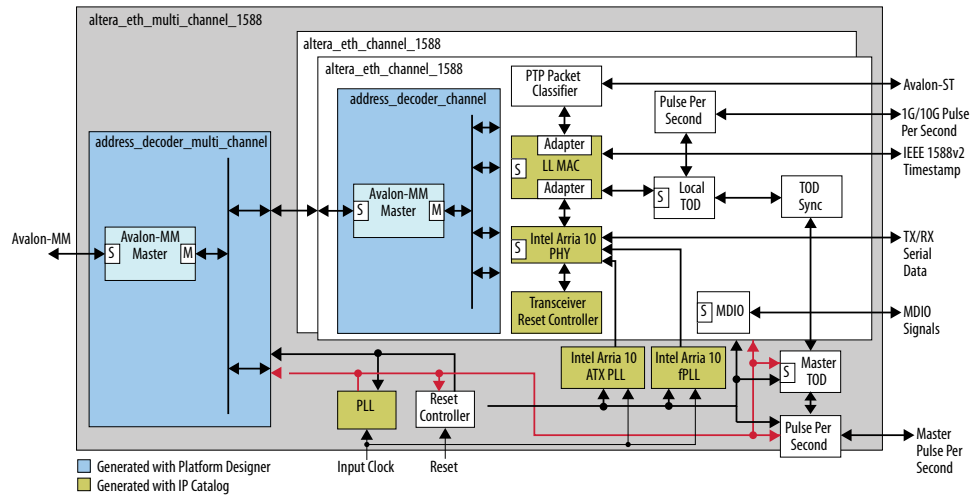 altera_eth_multi_channel_1588
altera_eth_channel_1588
altera_eth_channel_1588
address_decoder_multi_channel
address_decoder_channel
Avalon-MM
S
Avalon-MM
Master
M
S
Avalon-MM
Master
M
PTP Packet
Classifier
Adapter
S
LL MAC
Adapter
S
Intel Arria 10
PHY
Transceiver
Reset Controller
Pulse Per
Second
S
Local
TOD
TOD
Sync
S
MDIO
Avalon-ST
1G/10G Pulse
Per Second
IEEE 1588v2
Timestamp
TX/RX
Serial
Data
MDIO
Signals
Intel Arria 10
ATX PLL
Intel Arria 10
fPLL
S
Master
TOD
PLL
Reset
Controller
Pulse Per
Second
Master
Pulse Per
Second
Input Clock
Reset
Generated with Platform Designer
Generated with IP Catalog